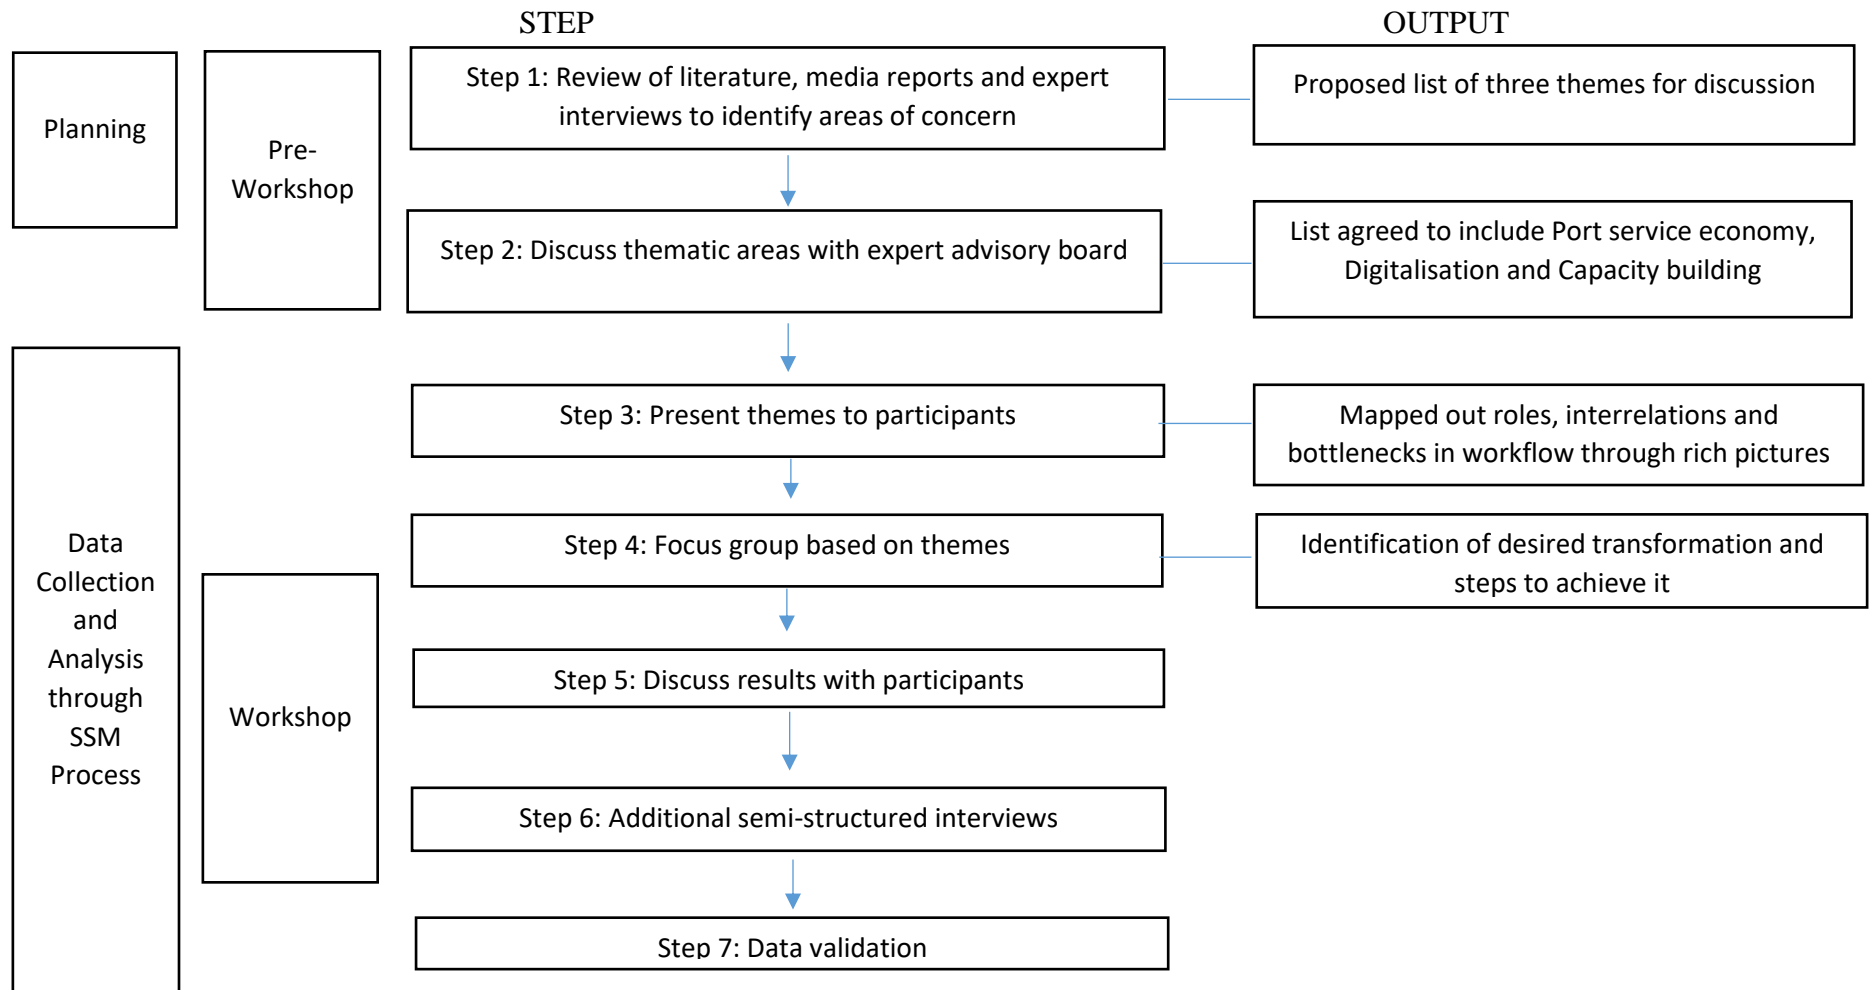 STEP
OUTPUT
Planning
Pre-
Workshop
Step 1: Review of literature, media reports and expert
interviews to identify areas of concern
Proposed list of three themes for discussion
Step 2: Discuss thematic areas with expert advisory board
List agreed to include Port service economy,
Digitalisation and Capacity building
Data
Collection
and
Analysis
through
SSM
Process
Workshop
Step 3: Present themes to participants
Mapped out roles, interrelations and
bottlenecks in workflow through rich pictures
Step 4: Focus group based on themes
Identification of desired transformation and
steps to achieve it
Step 5: Discuss results with participants
Step 6: Additional semi-structured interviews
Step 7: Data validation